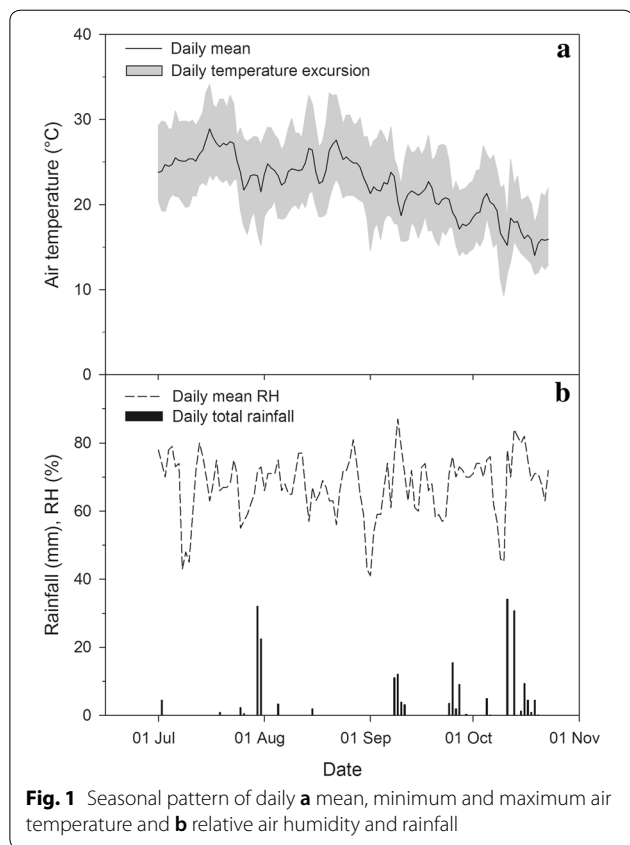 40
30
20
10
0
Air temperature (°C)
Daily mean
Daily temperature excursion
a
80
60
40
20
0
Rainfall (mm), RH (%)
Daily mean RH
Daily total rainfall
b
01 Jul 01 Aug 01 Sep 01 Oct 01 Nov
Date
Fig. 1 Seasonal pattern of daily a mean, minimum and maximum air
temperature and b relative air humidity and rainfall